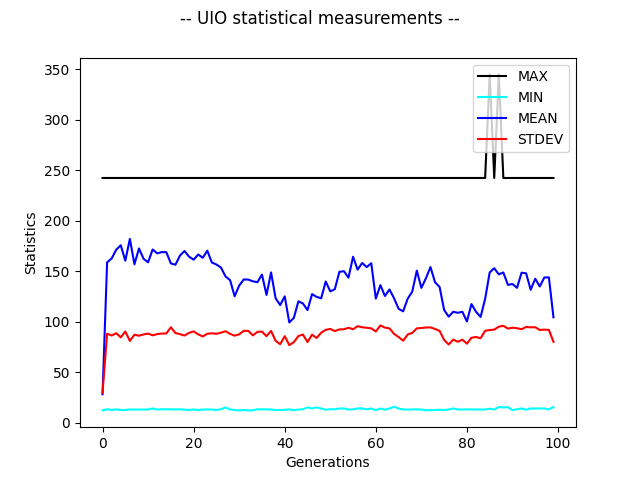 -- UIO statistical measurements --
350
300
250
200
150
100
50
0
Statistics
MAX
MIN
MEAN
STDEV
0 20 40 60 80 100
Generations